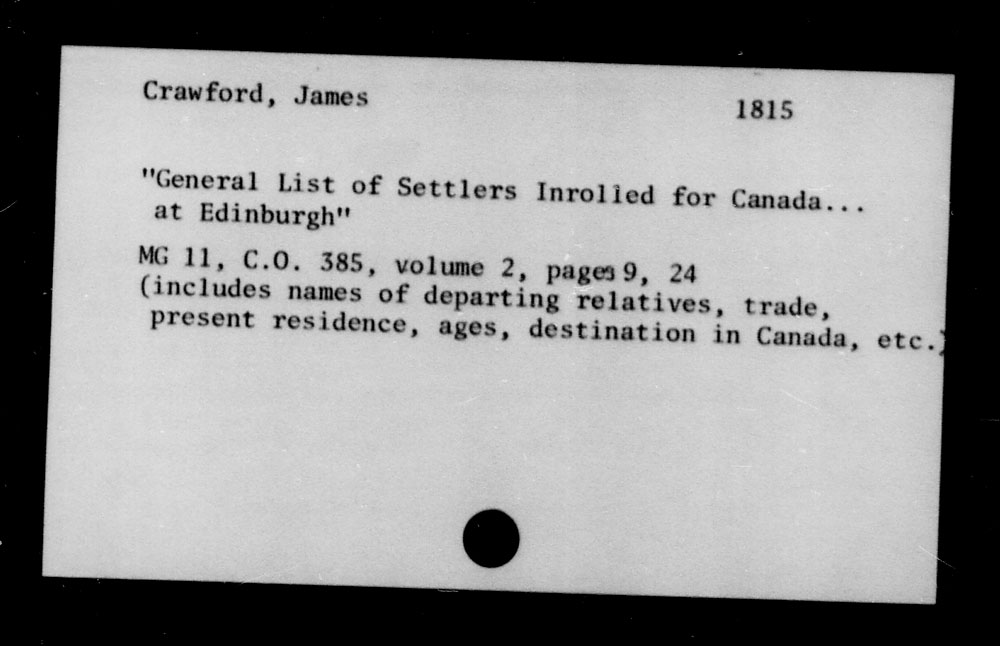 Crawford, James 1815
"General List of Settlers Inrolled for Canada...
at Edinburgh"
MG 11, C.O. 385, volume 2, pages 9, 24
(includes names of departing relatives, trade,
present residence, ages, destination in Canada, etc.)